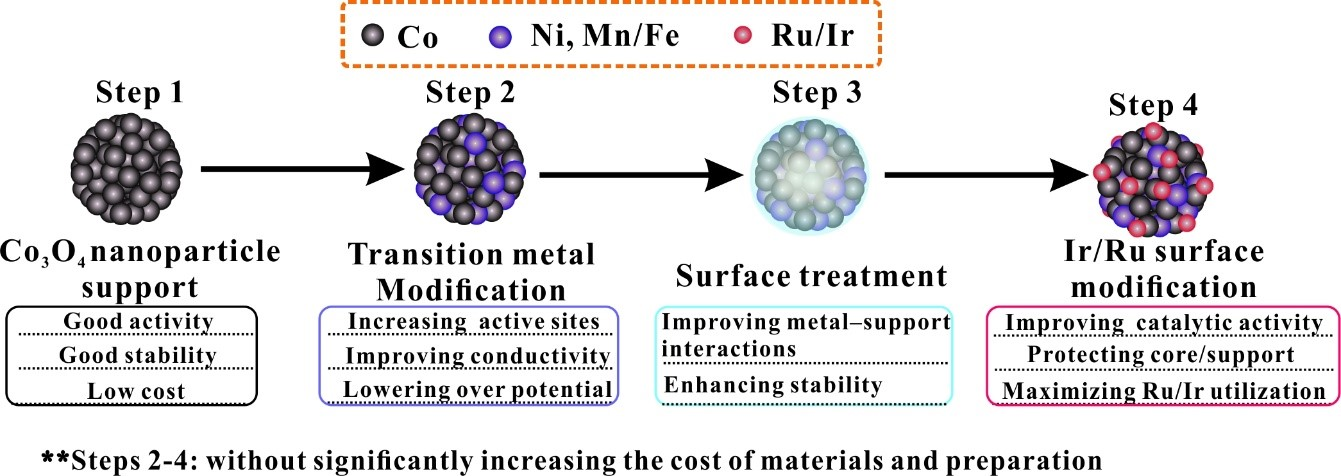 Co Ni, Mn/Fe Ru/Ir
Step 1
Step 2
Step 3
Step 4
Co₃O₄ nanoparticle
support
Good activity
Good stability
Low cost
Transition metal
Modification
Increasing active sites
Improving conductivity
Lowering over potential
Surface treatment
Improving metal–support
interactions
Enhancing stability
Ir/Ru surface
modification
Improving catalytic activity
Protecting core/support
Maximizing Ru/Ir utilization
**Steps 2-4: without significantly increasing the cost of materials and preparation